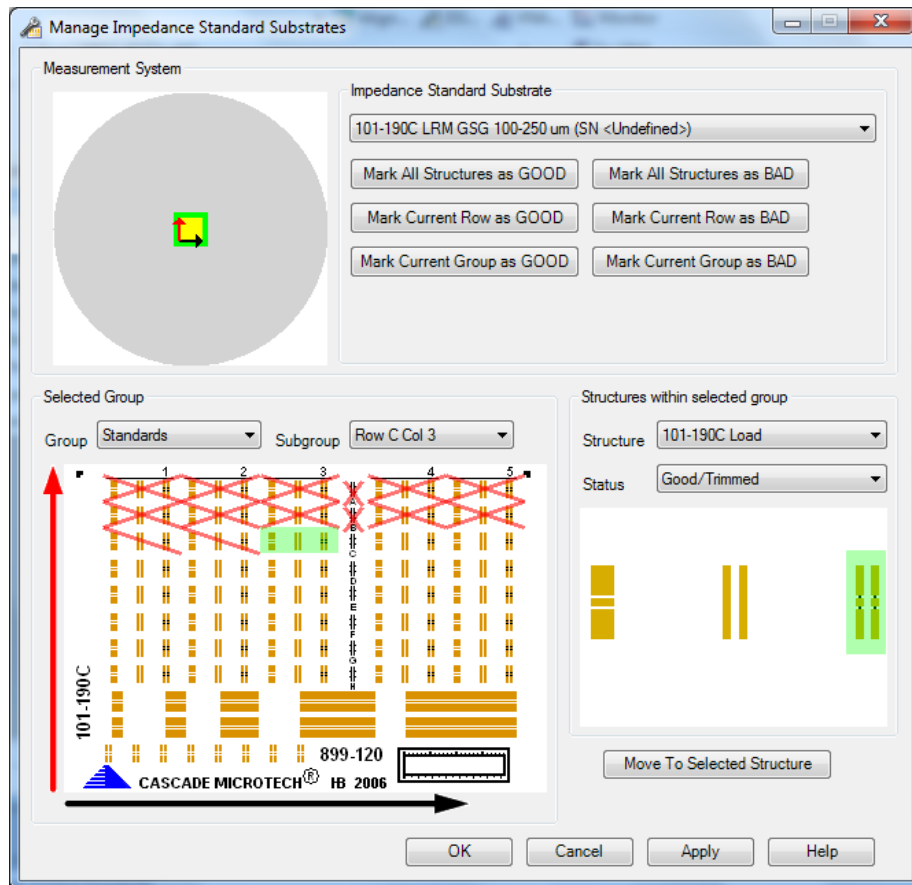 Manage Impedance Standard Substrates
Measurement System
Impedance Standard Substrate
101-190C LRM GSG 100-250 um (SN <Undefined>)
Mark All Structures as GOOD
Mark All Structures as BAD
Mark Current Row as GOOD
Mark Current Row as BAD
Mark Current Group as GOOD
Mark Current Group as BAD
Selected Group
Group
Standards
Subgroup
Row C Col 3
1 2 3 4 5
A
B
C
D
E
F
G
H
101-190C
899-120
CASCADE MICROTECH® HB 2006
Structures within selected group
Structure
101-190C Load
Status
Good/Trimmed
Move To Selected Structure
OK
Cancel
Apply
Help